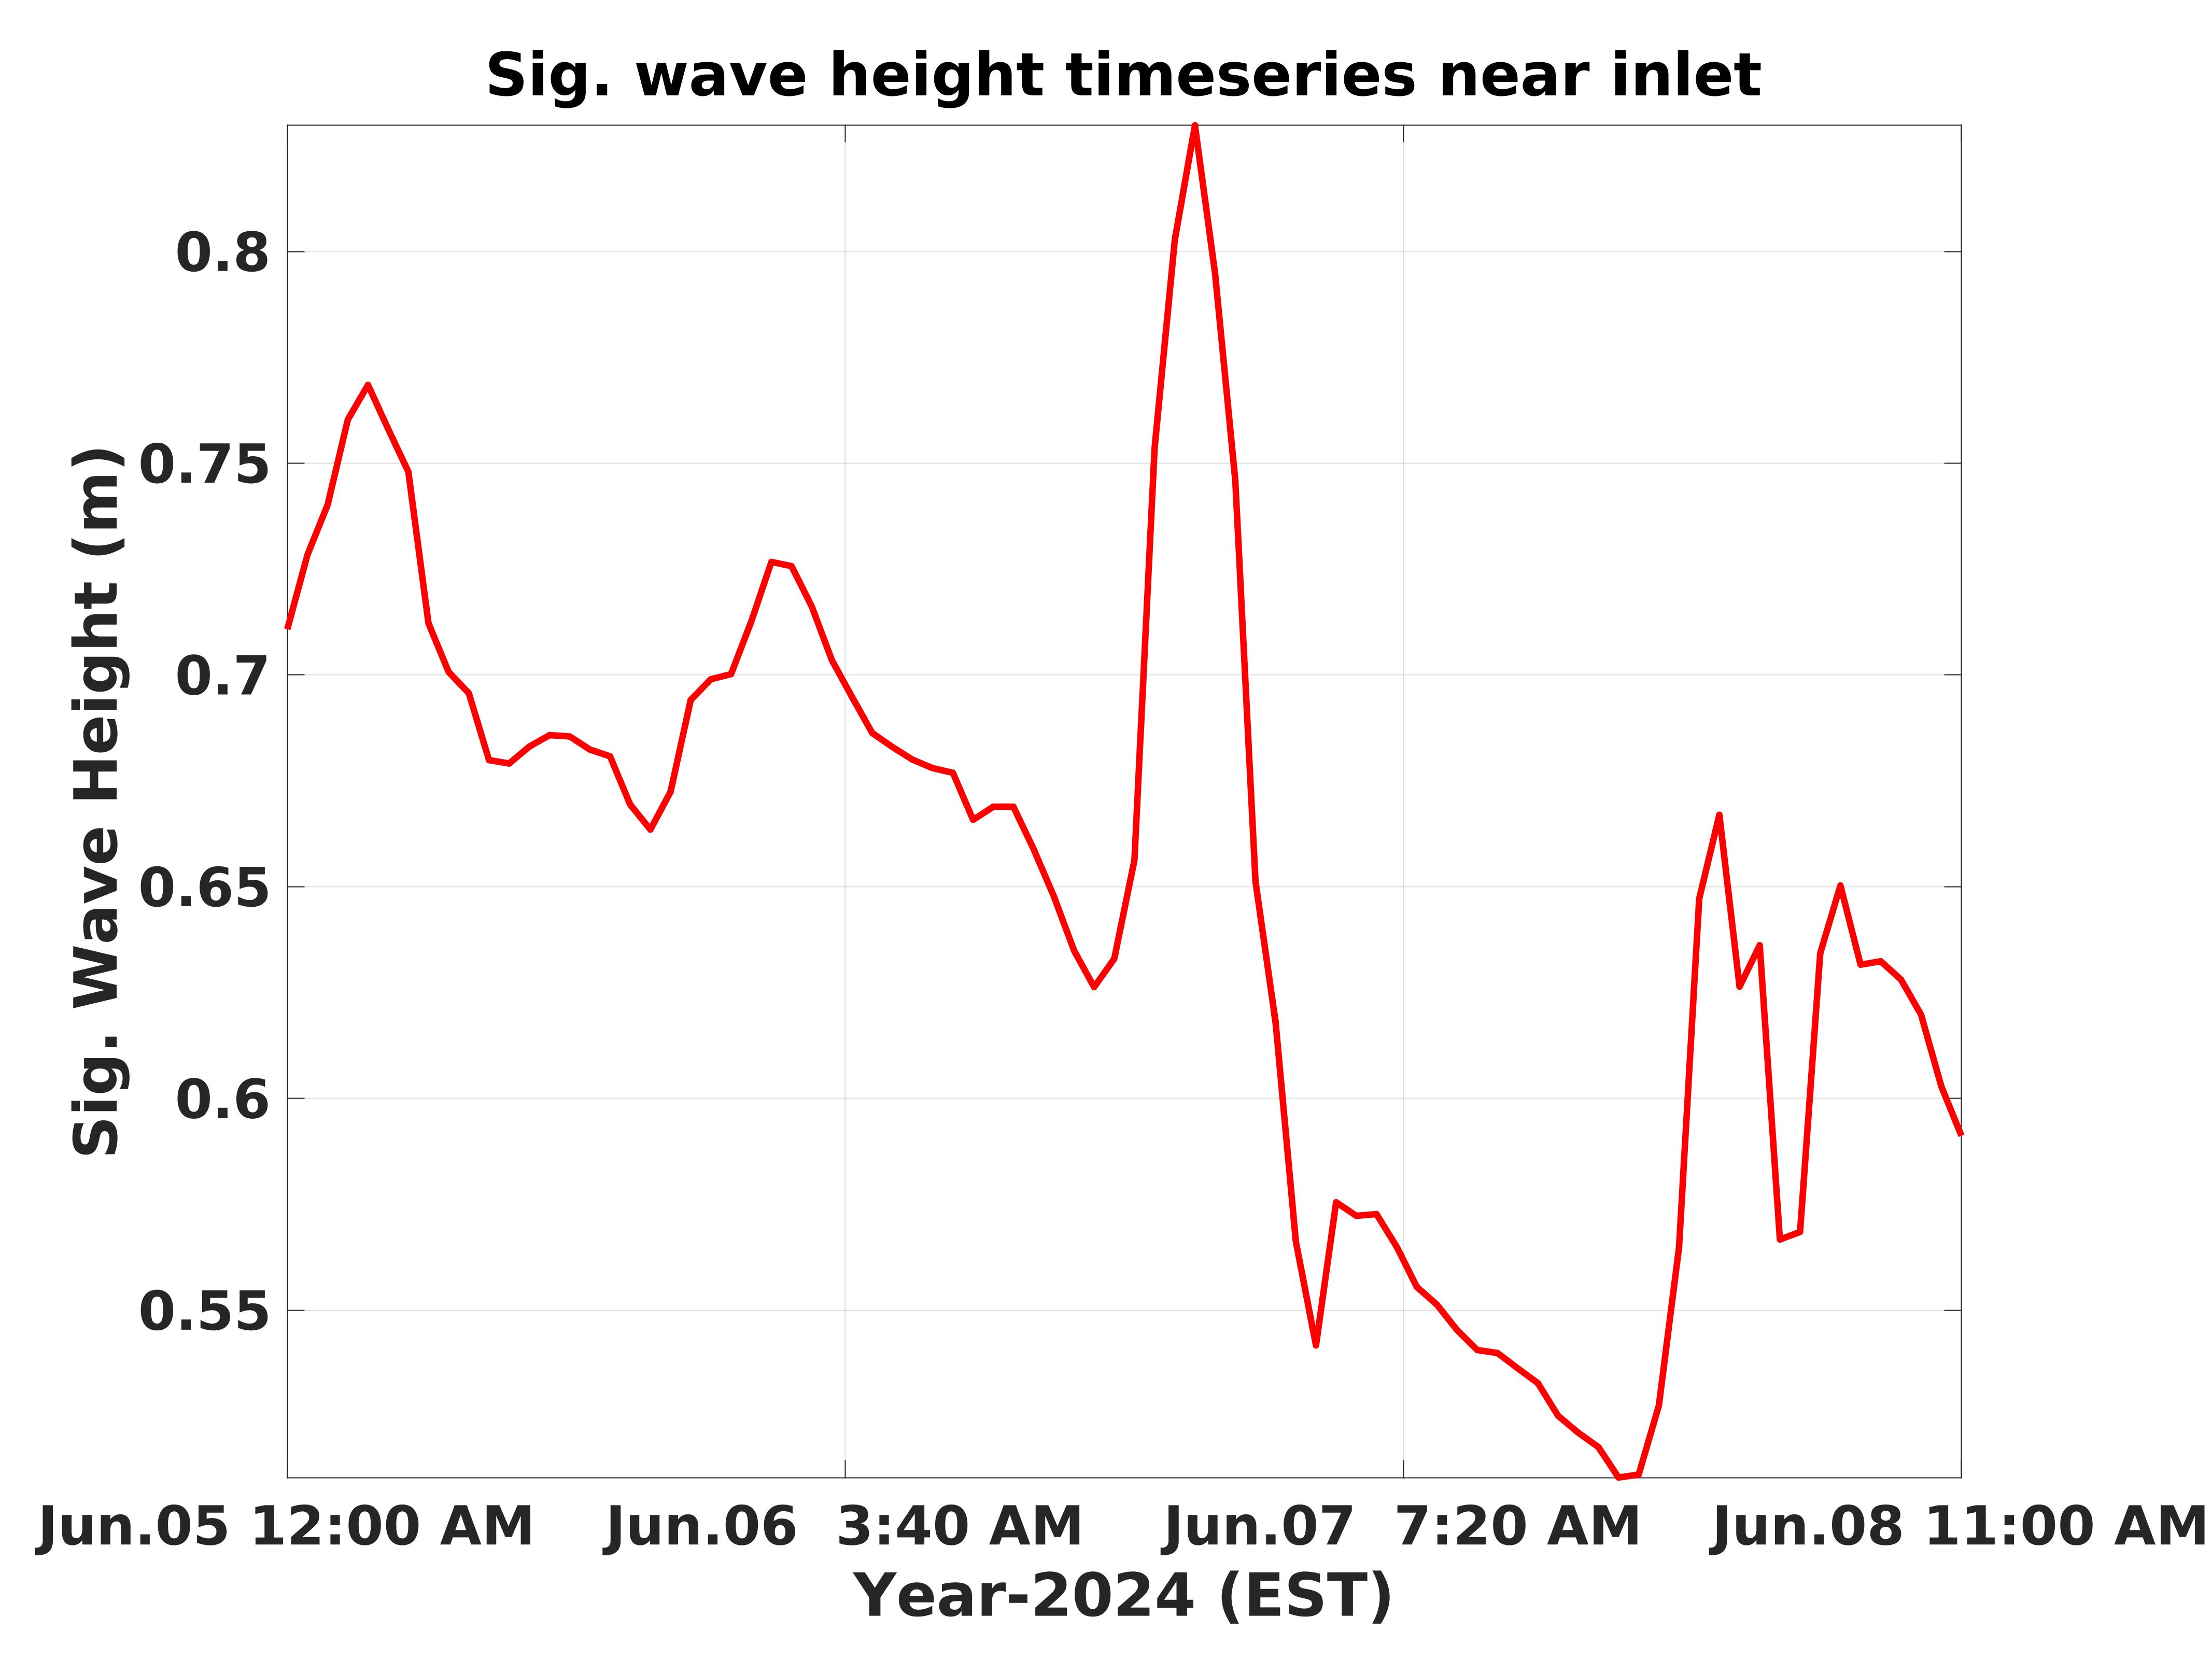 Sig. wave height timeseries near inlet
Sig. Wave Height (m)
0.8
0.75
0.7
0.65
0.6
0.55
Jun.05 12:00 AM Jun.06 3:40 AM Jun.07 7:20 AM Jun.08 11:00 AM
Year-2024 (EST)